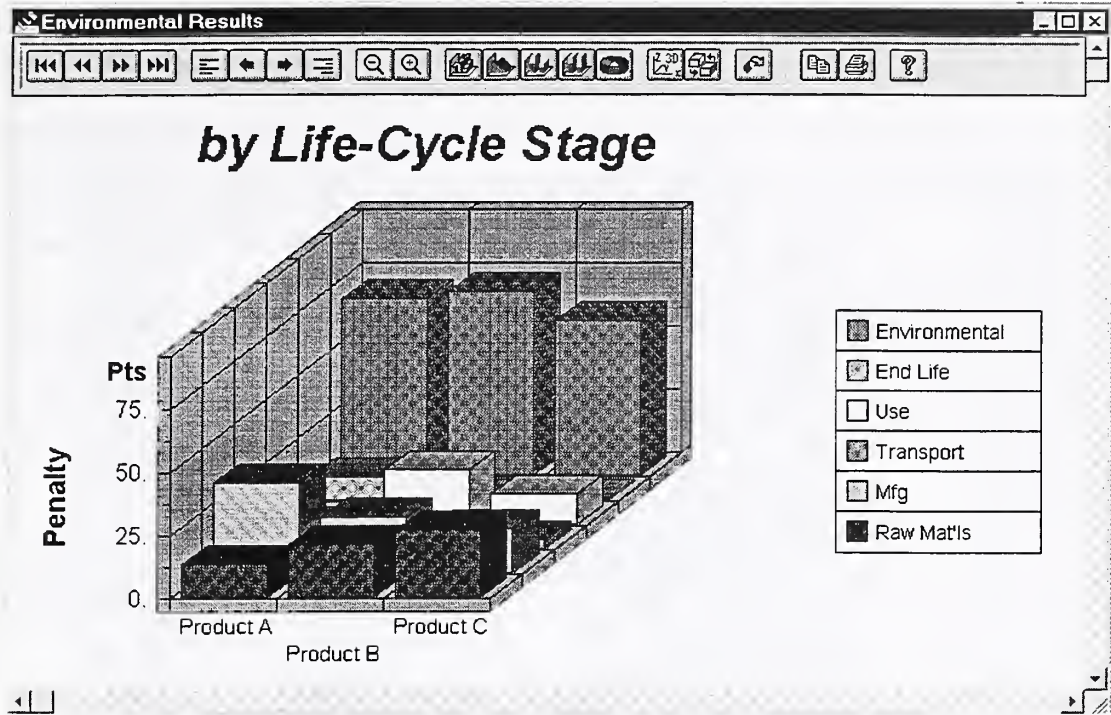 Environmental Results
3D
?
by Life-Cycle Stage
Pts
75.
50.
25.
0.
Penalty
Product A
Product B
Product C
Environmental
End Life
Use
Transport
Mfg
Raw Mat'ls